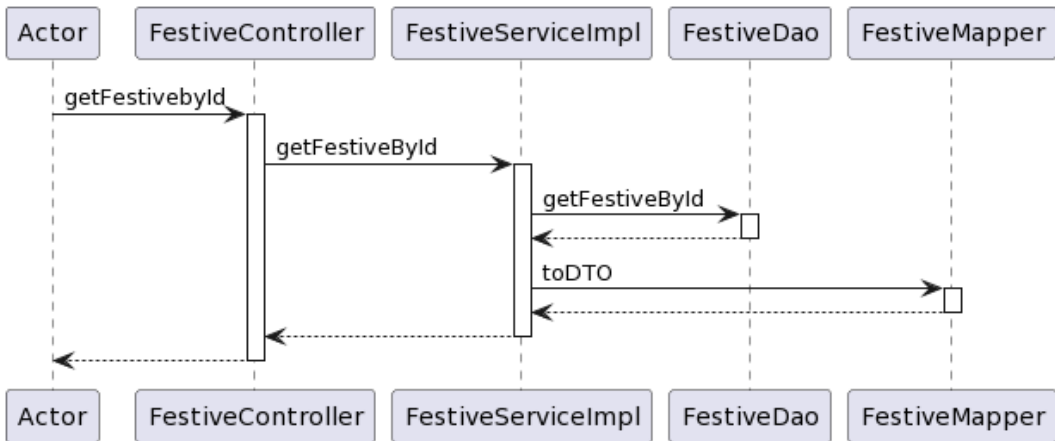 Actor FestiveController FestiveServiceImpl FestiveDao FestiveMapper
getFestivebyId
getFestiveById
getFestiveById
toDTO
Actor FestiveController FestiveServiceImpl FestiveDao FestiveMapper